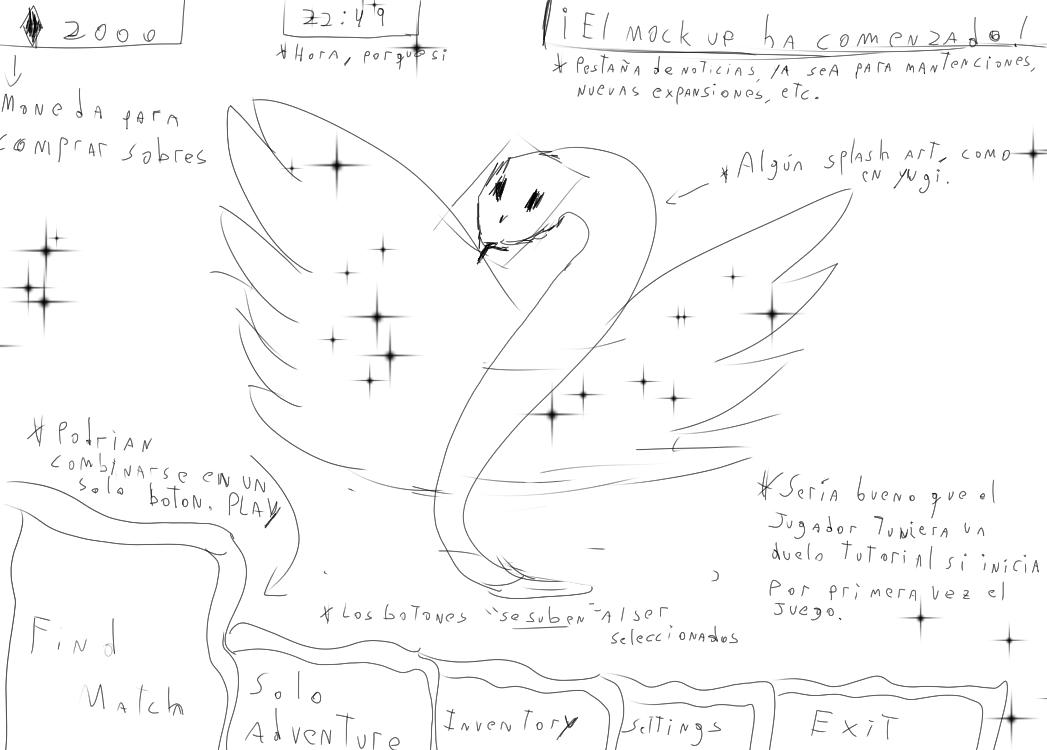 2000
22:49
¡El mock up ha comenzado!
*Hora, porque si
* Pestaña de noticias, ya sea para mantenciones,
nuevas expansiones, etc.
Moneda para
comprar sobres
* Algún splash art, como
en yugi.
* Podrian
combinarse en un
solo boton. PLAY
* Sería bueno que el
jugador tuviera un
duelo tutorial si inicia
por primera vez el
juego.
* Los botones "se suben" al ser
seleccionados
Find
Match
Solo
Adventure
Inventory
Settings
Exit